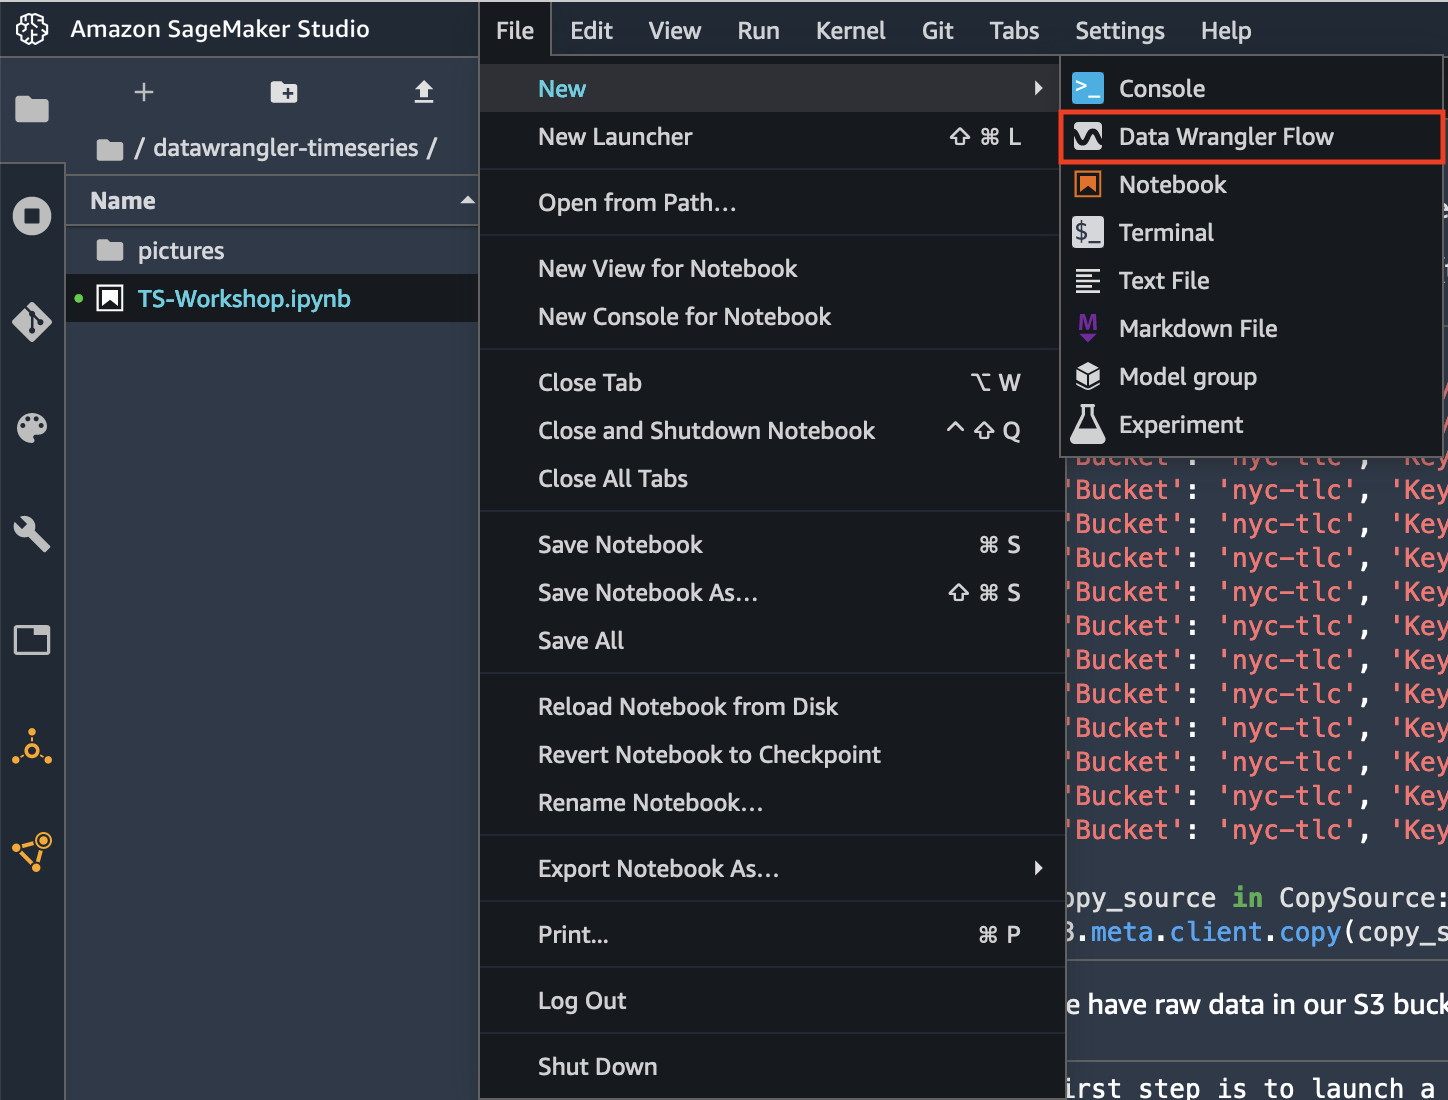 Amazon SageMaker Studio
File Edit View Run Kernel Git Tabs Settings Help
/ datawrangler-timeseries /
Name
pictures
TS-Workshop.ipynb
New
New Launcher ⇧ ⌘ L
Open from Path...
New View for Notebook
New Console for Notebook
Close Tab ⌥ W
Close and Shutdown Notebook ^ ⇧ Q
Close All Tabs
Save Notebook ⌘ S
Save Notebook As...
⇧ ⌘ S
Save All
Reload Notebook from Disk
Revert Notebook to Checkpoint
Rename Notebook...
Export Notebook As...
Print... ⌘ P
Log Out
Shut Down
>_ Console
Data Wrangler Flow
Notebook
$_ Terminal
Text File
M Markdown File
Model group
Experiment
'Bucket': 'nyc-tlc', 'Key
'Bucket': 'nyc-tlc', 'Key
'Bucket': 'nyc-tlc', 'Key
'Bucket': 'nyc-tlc', 'Key
'Bucket': 'nyc-tlc', 'Key
'Bucket': 'nyc-tlc', 'Key
'Bucket': 'nyc-tlc', 'Key
'Bucket': 'nyc-tlc', 'Key
'Bucket': 'nyc-tlc', 'Key
'Bucket': 'nyc-tlc', 'Key
'Bucket': 'nyc-tlc', 'Key
'Bucket': 'nyc-tlc', 'Key
opy_source in CopySource:
3.meta.client.copy(copy_s
e have raw data in our S3 buck
irst step is to launch a